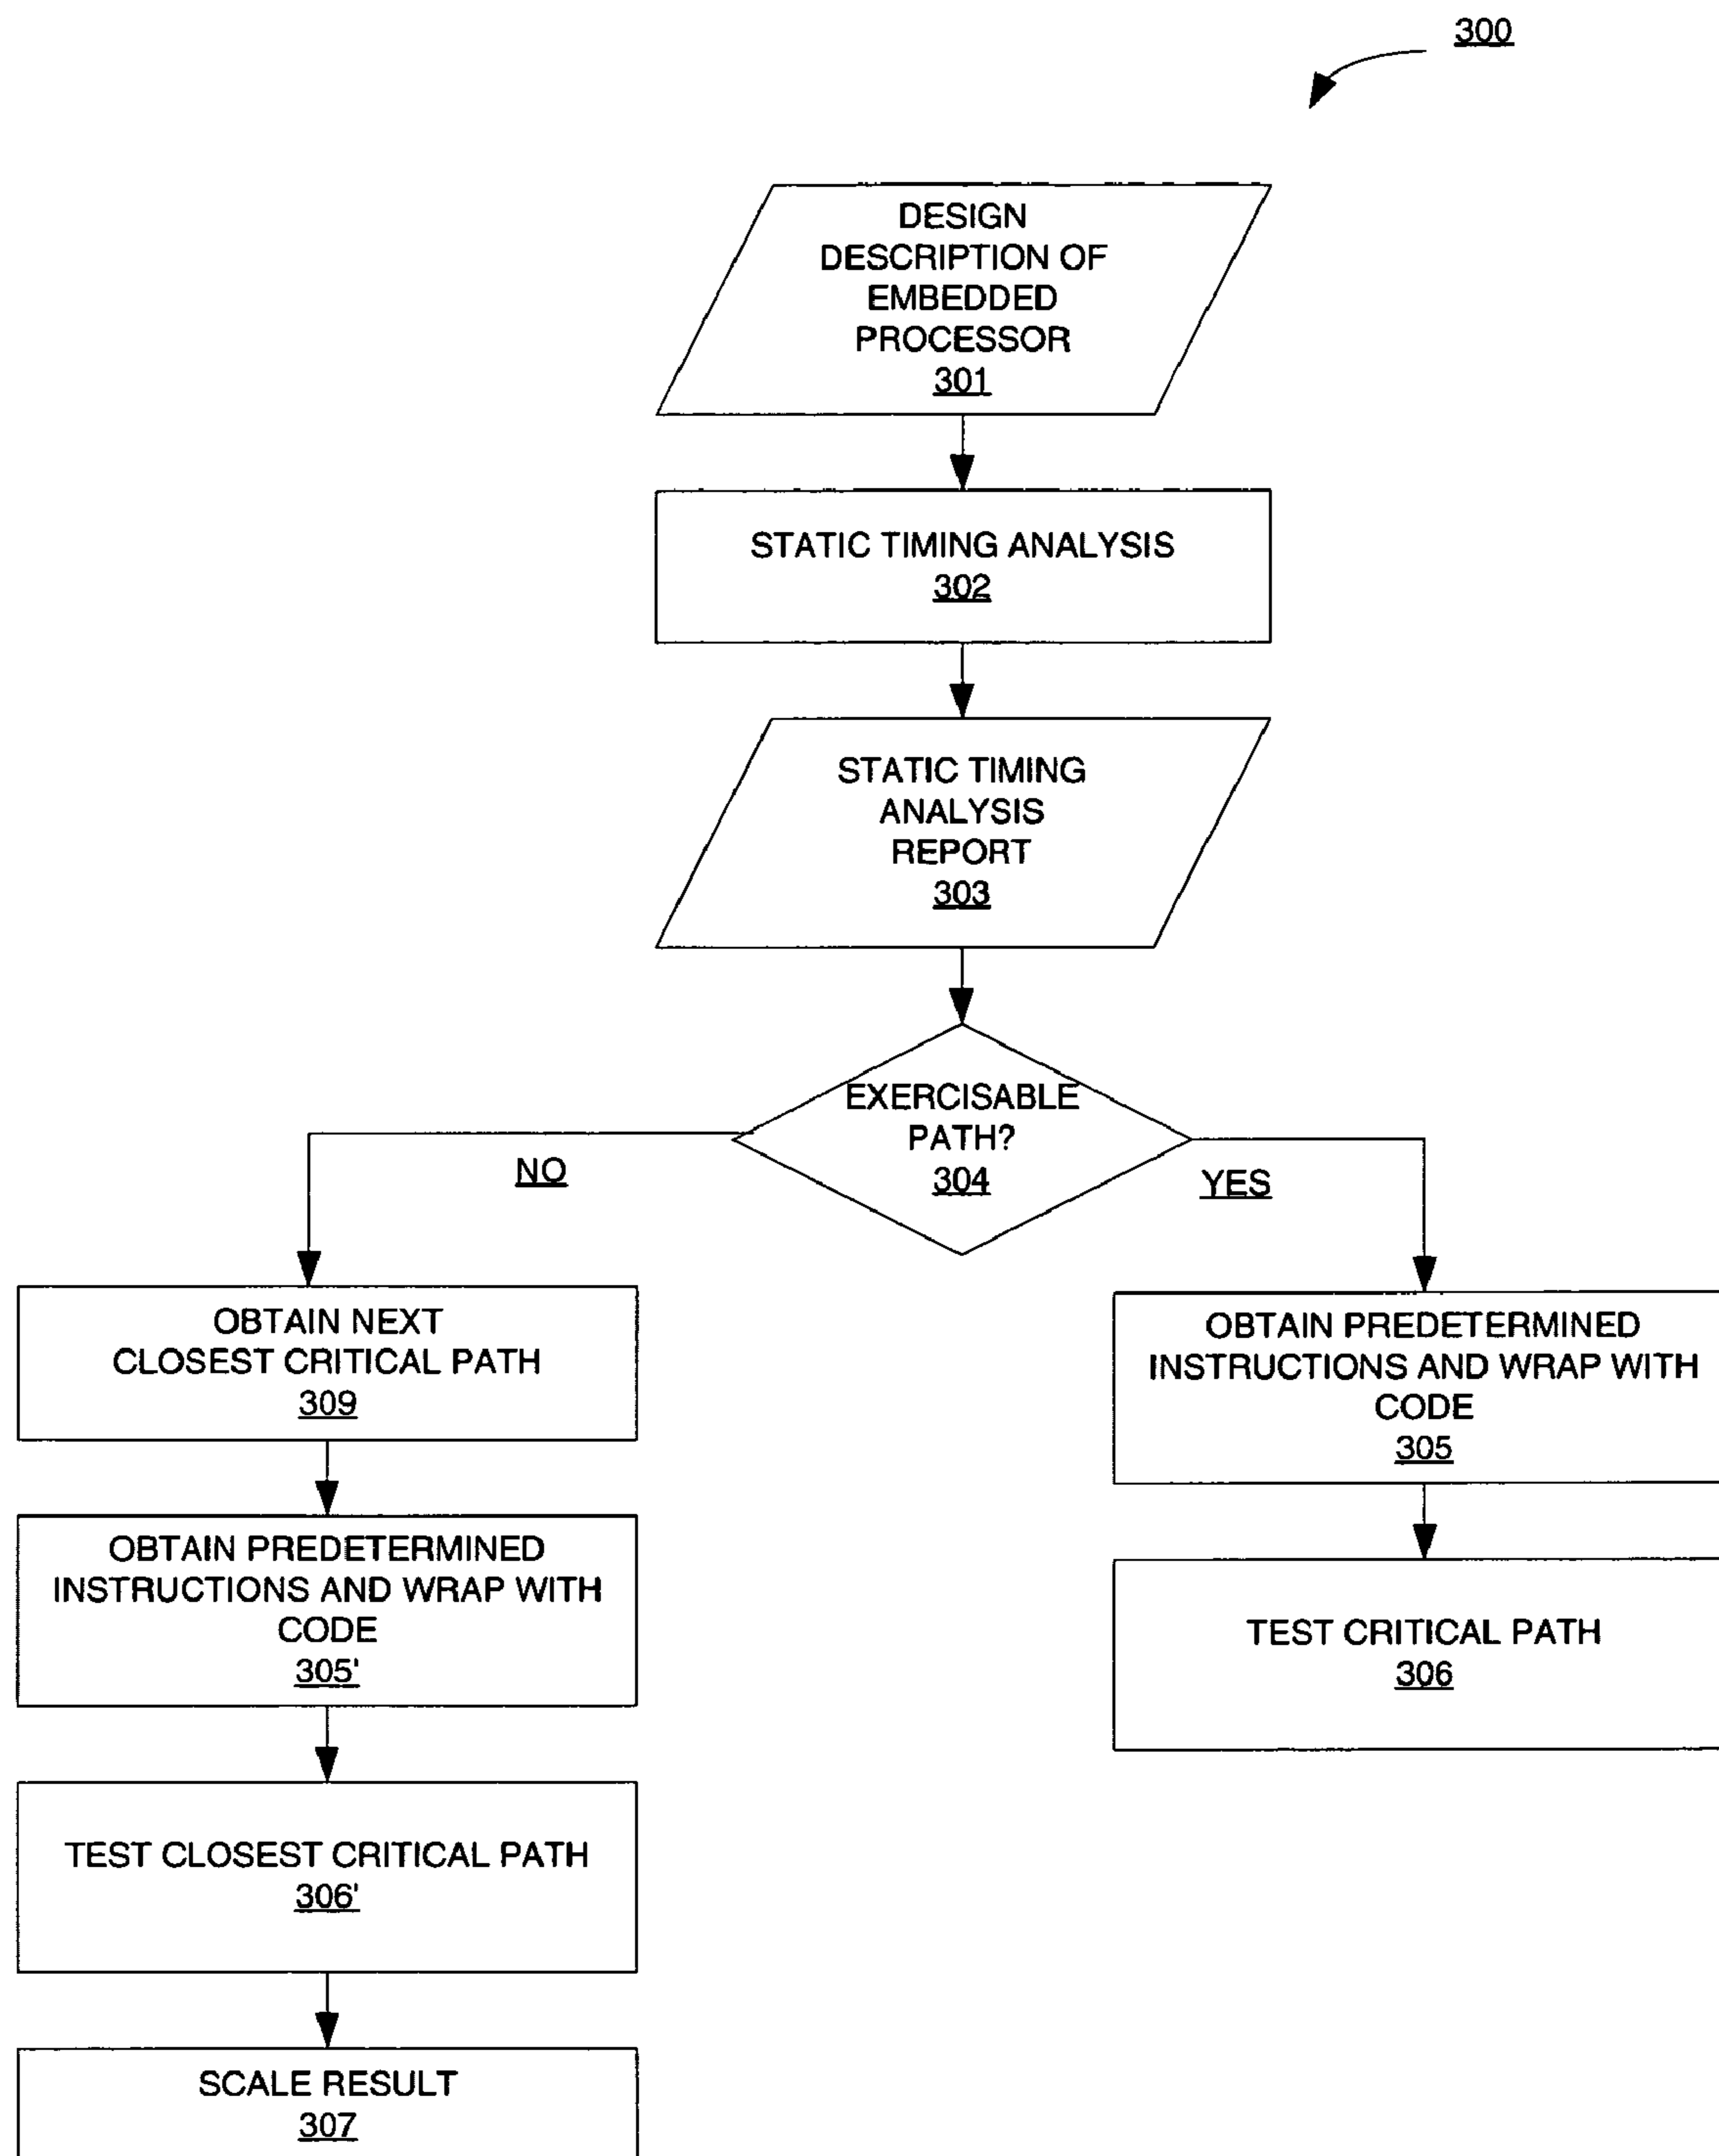 300
DESIGN
DESCRIPTION OF
EMBEDDED
PROCESSOR
301
STATIC TIMING ANALYSIS
302
STATIC TIMING
ANALYSIS
REPORT
303
EXERCISABLE
PATH?
304
NO
YES
OBTAIN NEXT
CLOSEST CRITICAL PATH
309
OBTAIN PREDETERMINED
INSTRUCTIONS AND WRAP WITH
CODE
305'
TEST CLOSEST CRITICAL PATH
306'
SCALE RESULT
307
OBTAIN PREDETERMINED
INSTRUCTIONS AND WRAP WITH
CODE
305
TEST CRITICAL PATH
306